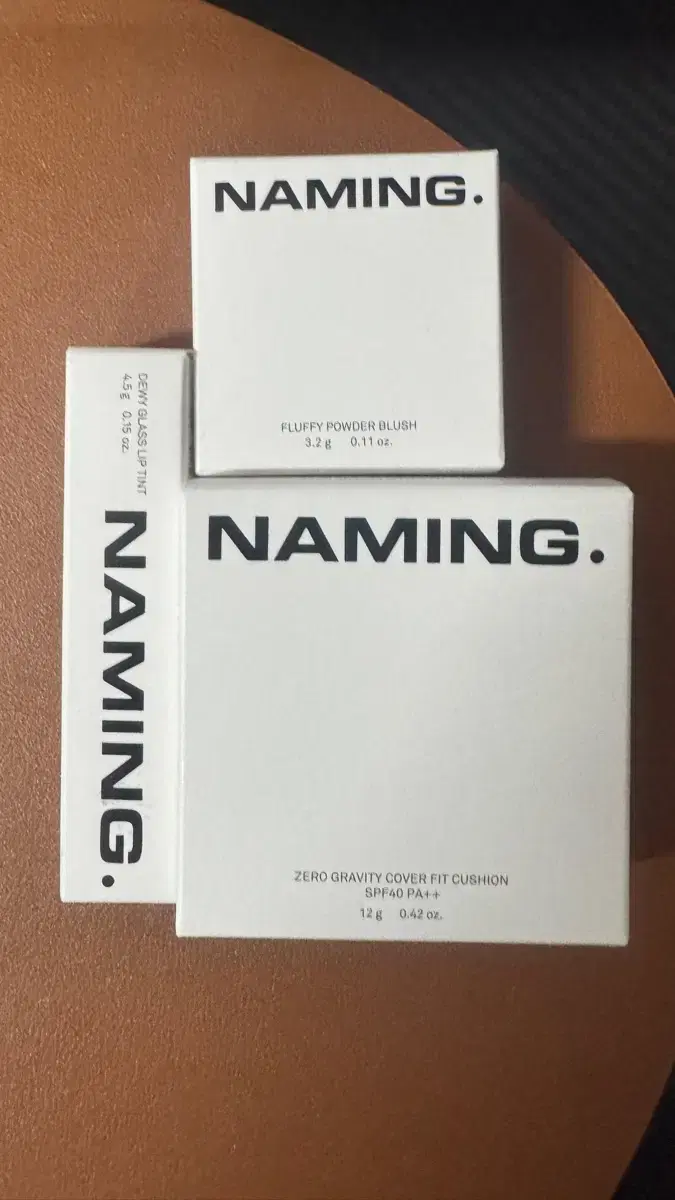 NAMING.
FLUFFY POWDER BLUSH
3.2 g 0.11 oz.
DEWY GLASS LIP TINT
4.5 g 0.15 oz.
NAMING.
NAMING.
ZERO GRAVITY COVER FIT CUSHION
SPF40 PA++
12 g 0.42 oz.